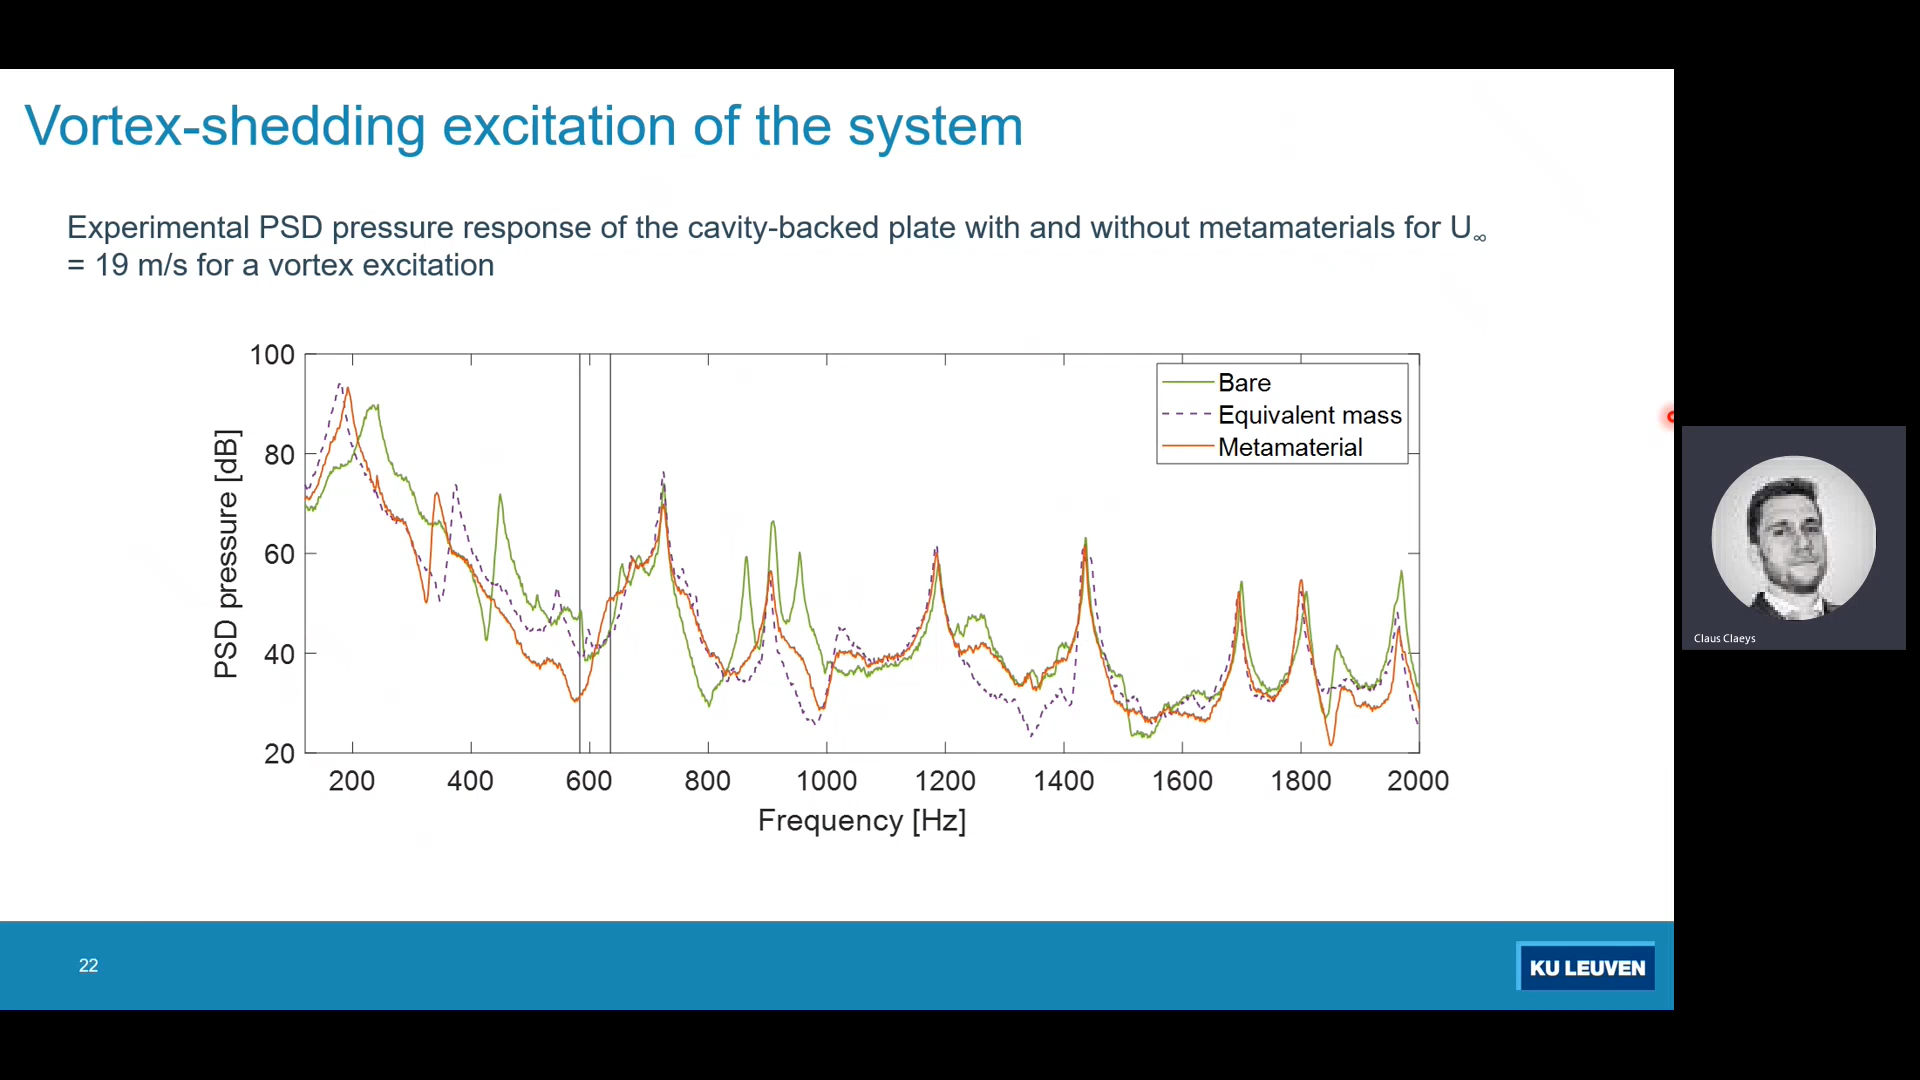 Vortex-shedding excitation of the system
Experimental PSD pressure response of the cavity-backed plate with and without metamaterials for U∞
= 19 m/s for a vortex excitation
100
80
60
40
20
PSD pressure [dB]
Bare
Equivalent mass
Metamaterial
200 400 600 800 1000 1200 1400 1600 1800 2000
Frequency [Hz]
Claus Claeys
22
KU LEUVEN